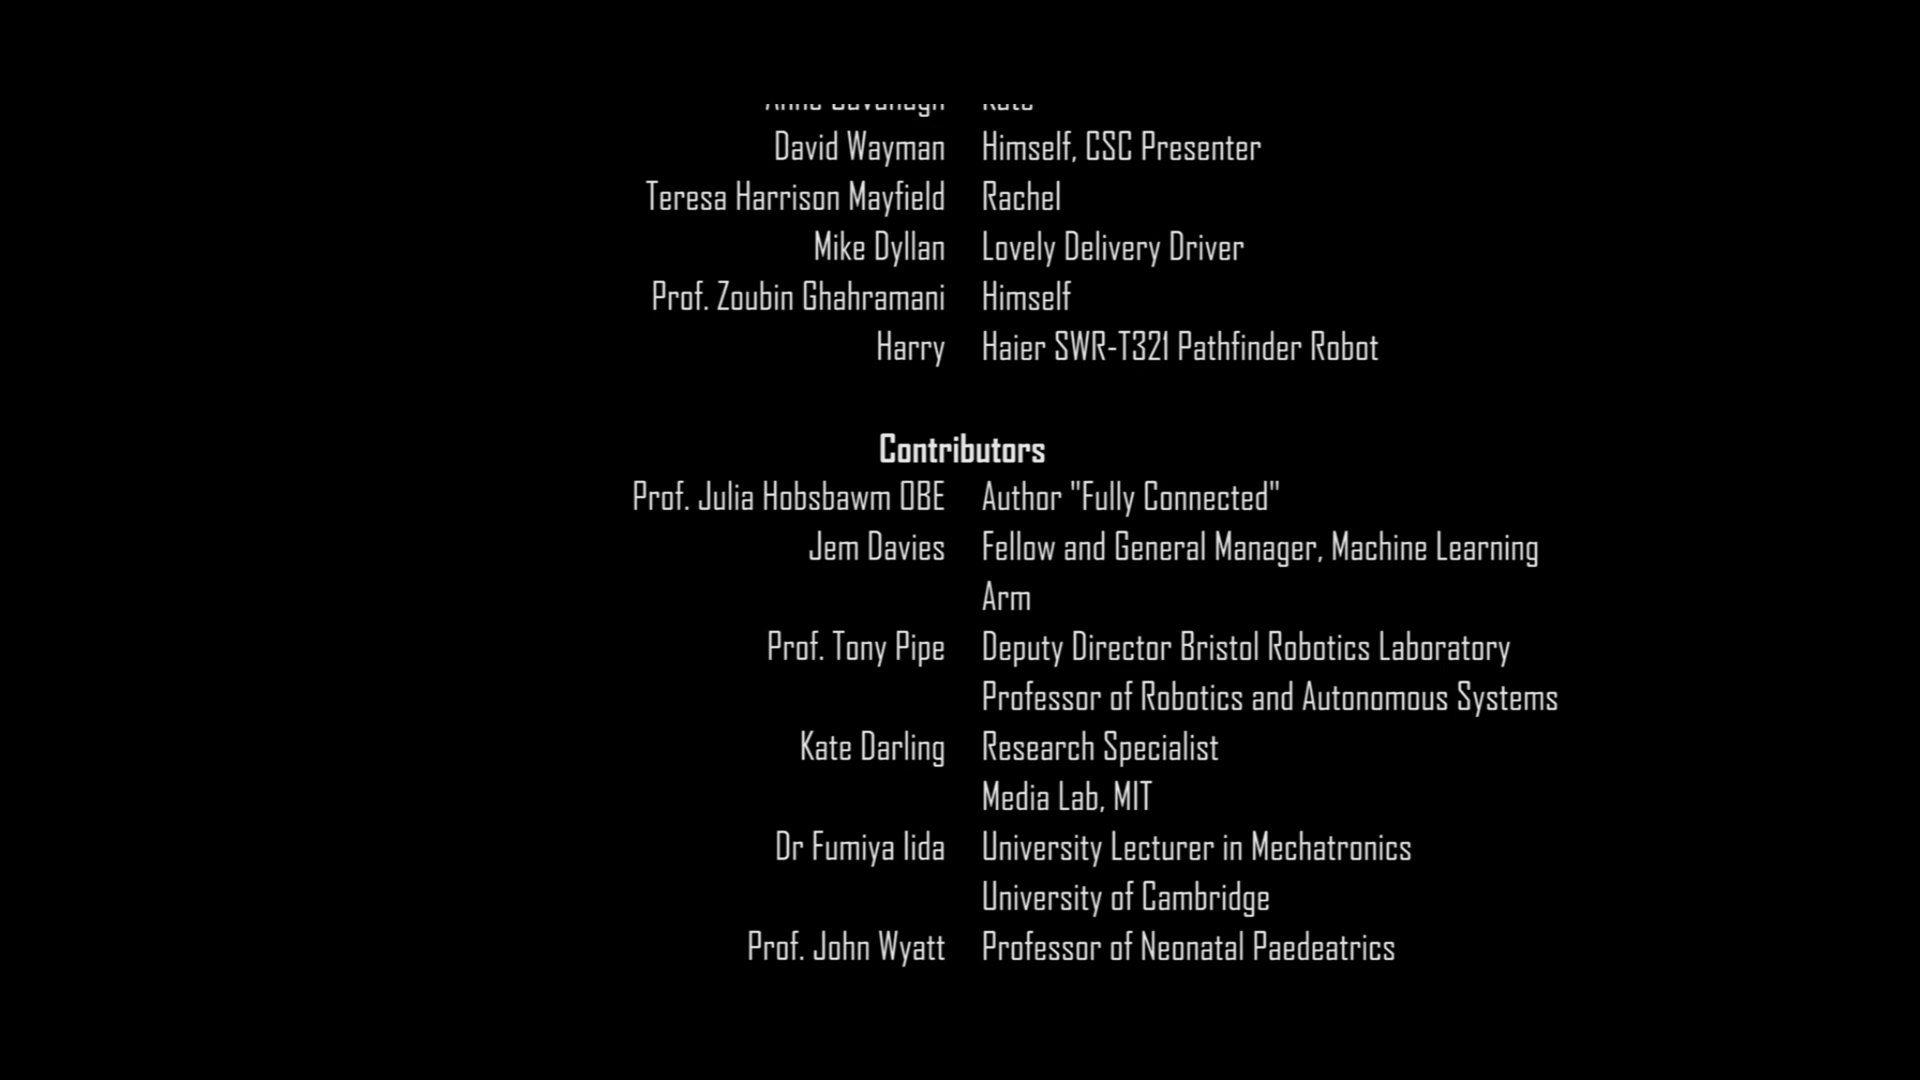 David Wayman Himself, CSC Presenter
Teresa Harrison Mayfield Rachel
Mike Dyllan Lovely Delivery Driver
Prof. Zoubin Ghahramani Himself
Harry Haier SWR-T321 Pathfinder Robot
Contributors
Prof. Julia Hobsbawm OBE Author "Fully Connected"
Jem Davies Fellow and General Manager, Machine Learning
Arm
Prof. Tony Pipe Deputy Director Bristol Robotics Laboratory
Professor of Robotics and Autonomous Systems
Kate Darling Research Specialist
Media Lab, MIT
Dr Fumiya Iida University Lecturer in Mechatronics
University of Cambridge
Prof. John Wyatt Professor of Neonatal Paedeatrics